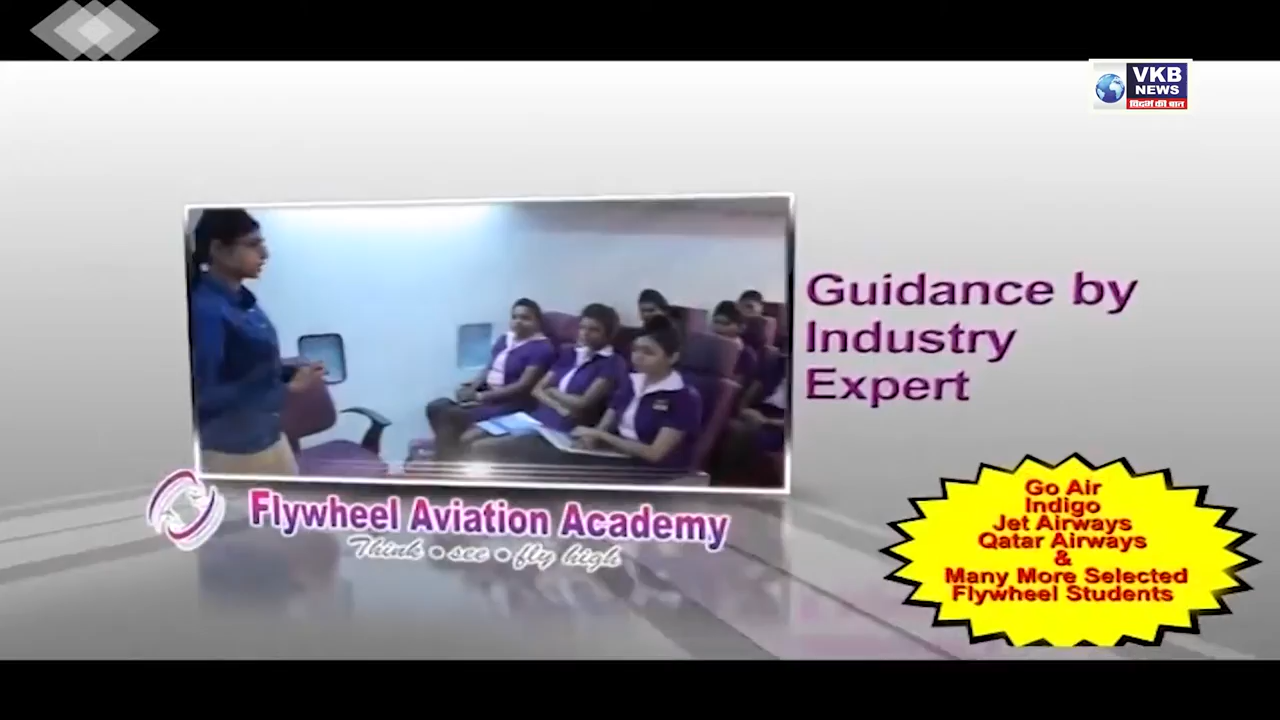 VKB
NEWS
विदर्भ की बात
Guidance by
Industry
Expert
Flywheel Aviation Academy
Think • see • fly high
Go Air
Indigo
Jet Airways
Qatar Airways
&
Many More Selected
Flywheel Students